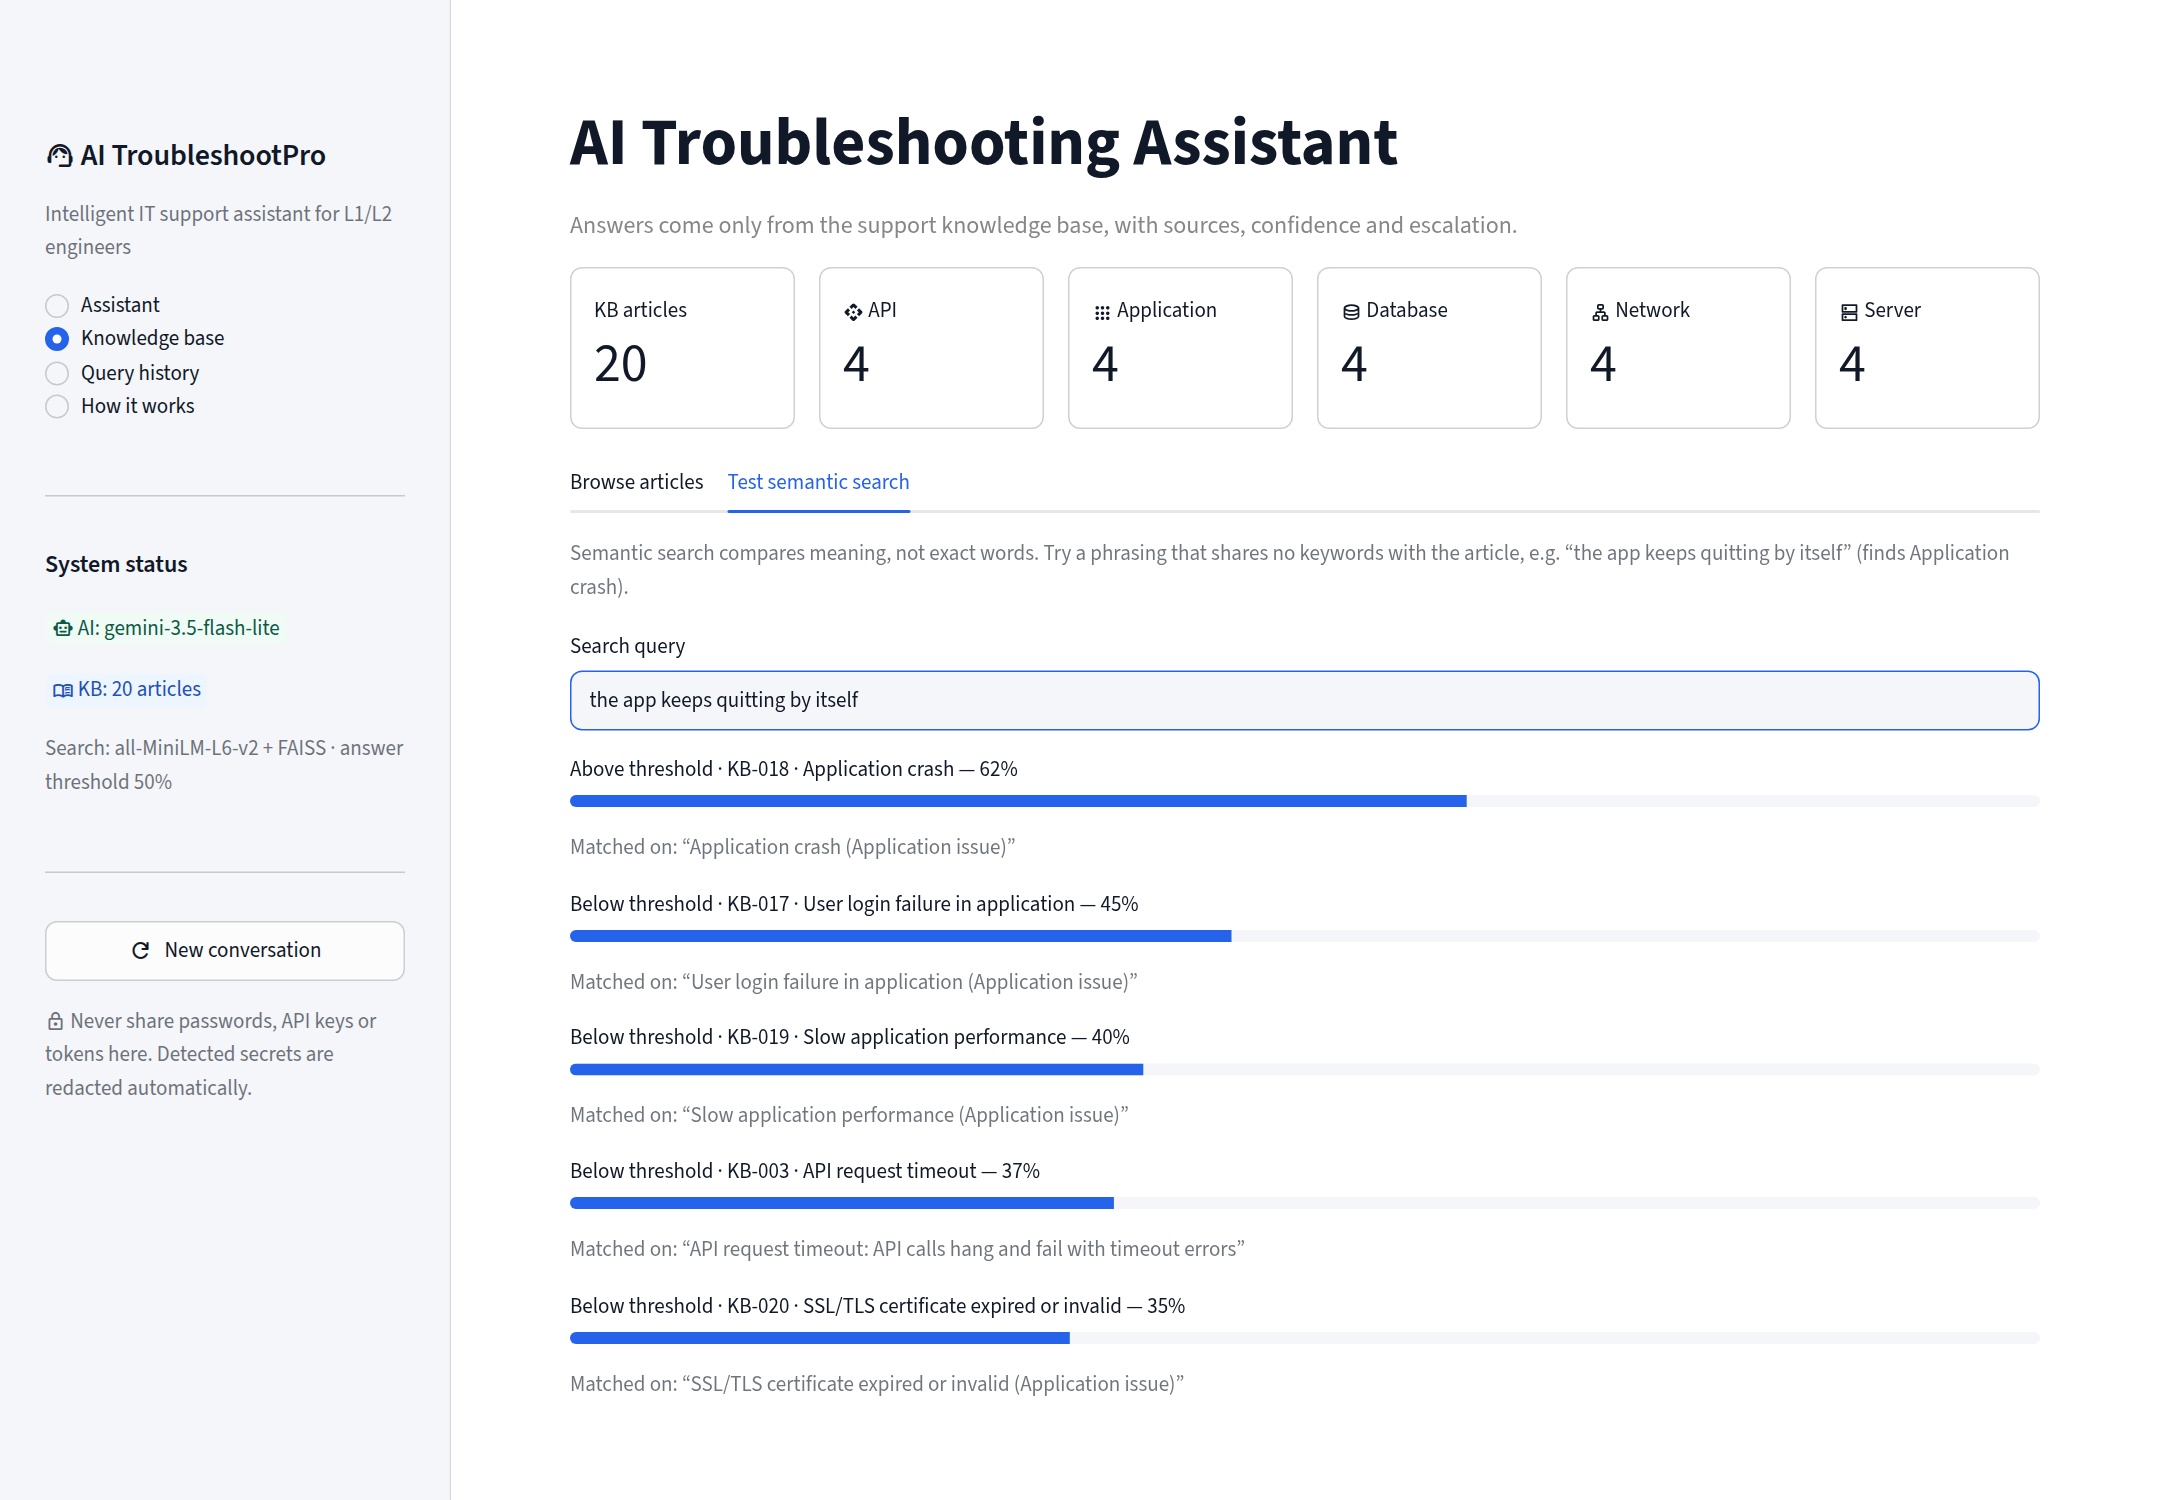 AI TroubleshootPro
Intelligent IT support assistant for L1/L2
engineers
Assistant
Knowledge base
Query history
How it works
System status
AI: gemini-3.5-flash-lite
KB: 20 articles
Search: all-MiniLM-L6-v2 + FAISS · answer
threshold 50%
New conversation
Never share passwords, API keys or
tokens here. Detected secrets are
redacted automatically.
AI Troubleshooting Assistant
Answers come only from the support knowledge base, with sources, confidence and escalation.
KB articles
20
API
4
Application
4
Database
4
Network
4
Server
4
Browse articles
Test semantic search
Semantic search compares meaning, not exact words. Try a phrasing that shares no keywords with the article, e.g. “the app keeps quitting by itself” (finds Application
crash).
Search query
the app keeps quitting by itself
Above threshold · KB-018 · Application crash — 62%
Matched on: “Application crash (Application issue)”
Below threshold · KB-017 · User login failure in application — 45%
Matched on: “User login failure in application (Application issue)”
Below threshold · KB-019 · Slow application performance — 40%
Matched on: “Slow application performance (Application issue)”
Below threshold · KB-003 · API request timeout — 37%
Matched on: “API request timeout: API calls hang and fail with timeout errors”
Below threshold · KB-020 · SSL/TLS certificate expired or invalid — 35%
Matched on: “SSL/TLS certificate expired or invalid (Application issue)”